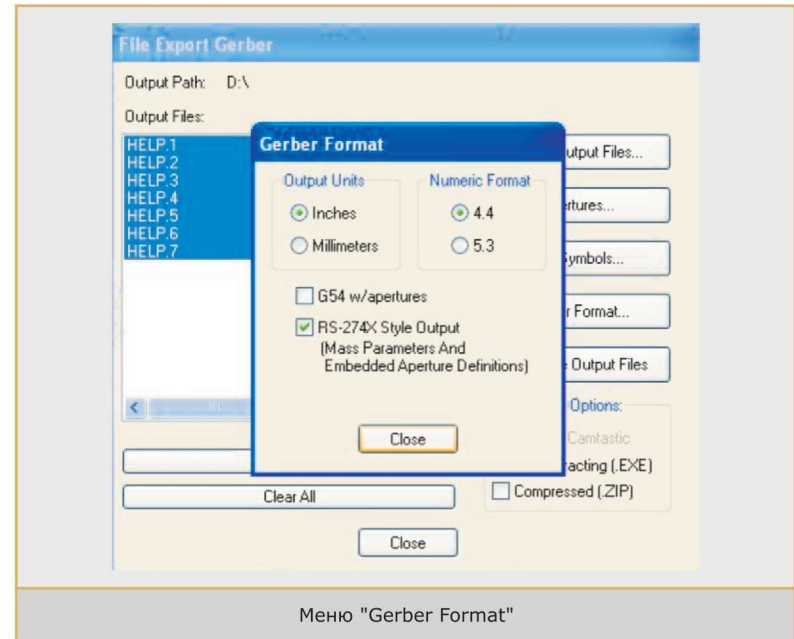 File Export Gerber
Output Path: D:\
Output Files:
HELP.1
HELP.2
HELP.3
HELP.4
HELP.5
HELP.6
HELP.7
utput Files...
ertures...
ymbols...
r Format...
Output Files
Options:
Camtastic
racting (.EXE)
Compressed (.ZIP)
Gerber Format
Output Units
Numeric Format
Inches
4.4
Millimeters
5.3
G54 w/apertures
RS-274X Style Output
(Mass Parameters And
Embedded Aperture Definitions)
Close
Clear All
Close
Меню "Gerber Format"